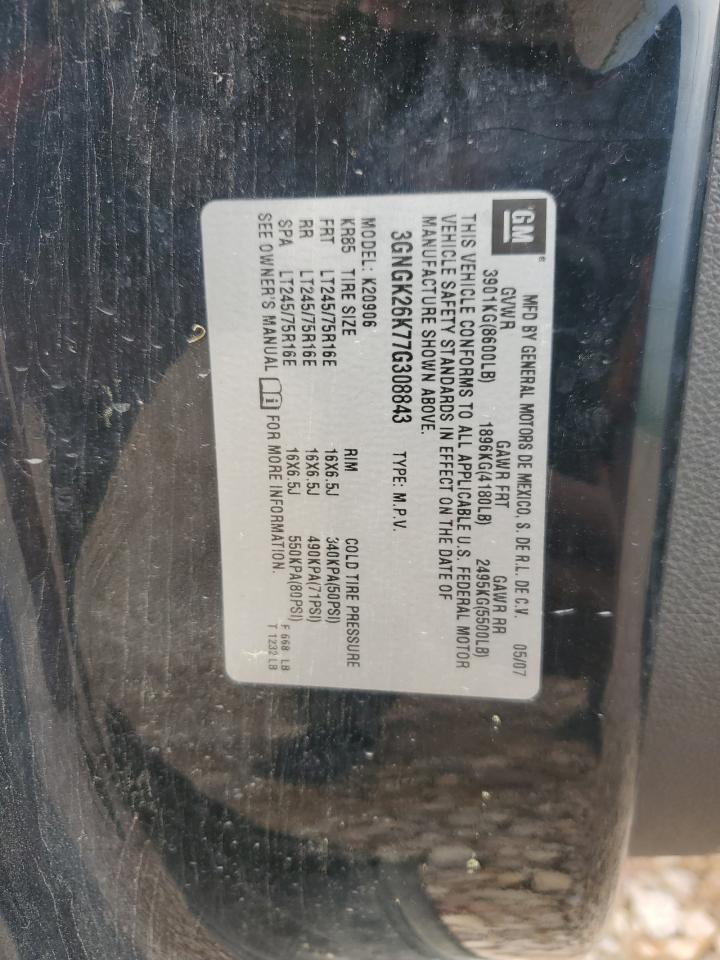 GM®
MFD BY GENERAL MOTORS DE MEXICO, S. DE R.L. DE C.V. 05/07
GVWR GAWR FRT GAWR RR
3901KG(8600LB) 1896KG(4180LB) 2495KG(5500LB)
THIS VEHICLE CONFORMS TO ALL APPLICABLE U.S. FEDERAL MOTOR
VEHICLE SAFETY STANDARDS IN EFFECT ON THE DATE OF
MANUFACTURE SHOWN ABOVE.
3GNGK26K77G308843 TYPE: M.P.V.
MODEL: K20906
KR85 TIRE SIZE RIM COLD TIRE PRESSURE
FRT LT245/75R16E 16X6.5J 340KPA(50PSI)
RR LT245/75R16E 16X6.5J 490KPA(71PSI)
SPA LT245/75R16E 16X6.5J 550KPA(80PSI)
SEE OWNER'S MANUAL i FOR MORE INFORMATION.
F 668 LB
T 1232 LB